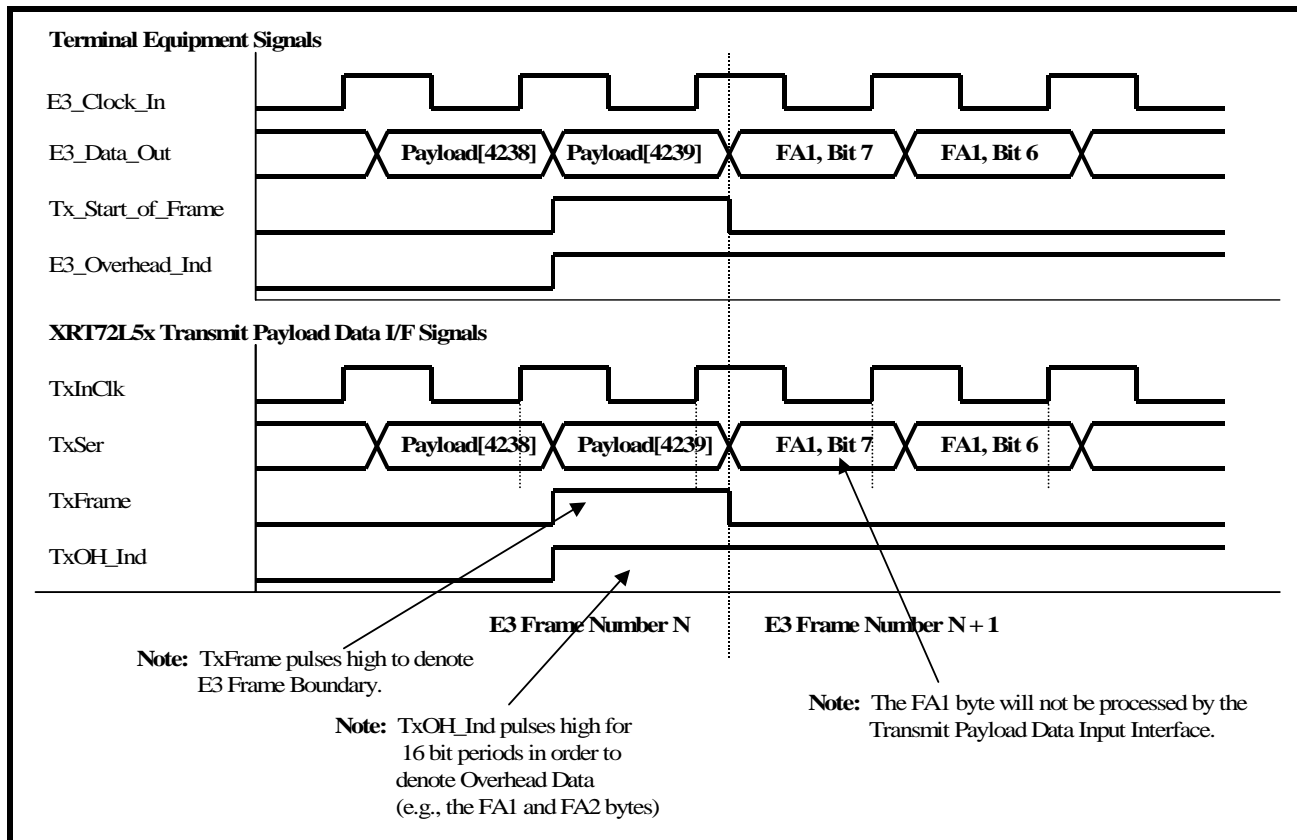 Terminal Equipment Signals
E3_Clock_In
E3_Data_Out
Payload[4238]
Payload[4239]
FA1, Bit 7
FA1, Bit 6
Tx_Start_of_Frame
E3_Overhead_Ind
XRT72L5x Transmit Payload Data I/F Signals
TxInClk
TxSer
Payload[4238]
Payload[4239]
FA1, Bit 7
FA1, Bit 6
TxFrame
TxOH_Ind
E3 Frame Number N
E3 Frame Number N + 1
Note: TxFrame pulses high to denote
E3 Frame Boundary.
Note: TxOH_Ind pulses high for
16 bit periods in order to
denote Overhead Data
(e.g., the FA1 and FA2 bytes)
Note: The FA1 byte will not be processed by the
Transmit Payload Data Input Interface.